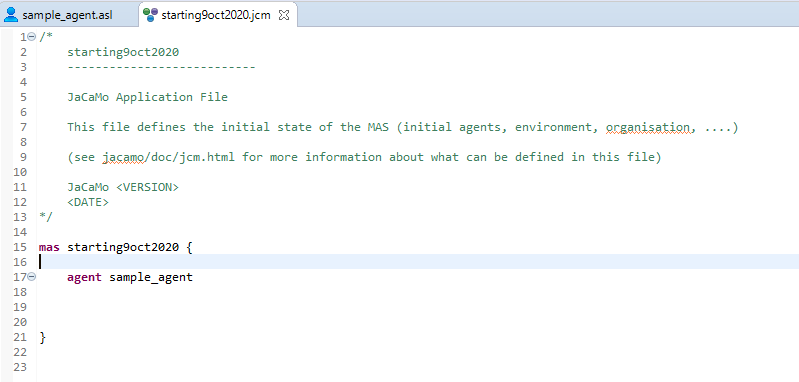 sample_agent.asl starting9oct2020.jcm
1 /*
2 starting9oct2020
3 ---------------------------
4
5 JaCaMo Application File
6
7 This file defines the initial state of the MAS (initial agents, environment, organisation, ....)
8
9 (see jacamo/doc/jcm.html for more information about what can be defined in this file)
10
11 JaCaMo <VERSION>
12 <DATE>
13 */
14
15 mas starting9oct2020 {
16
17 agent sample_agent
18
19
20
21 }
22
23